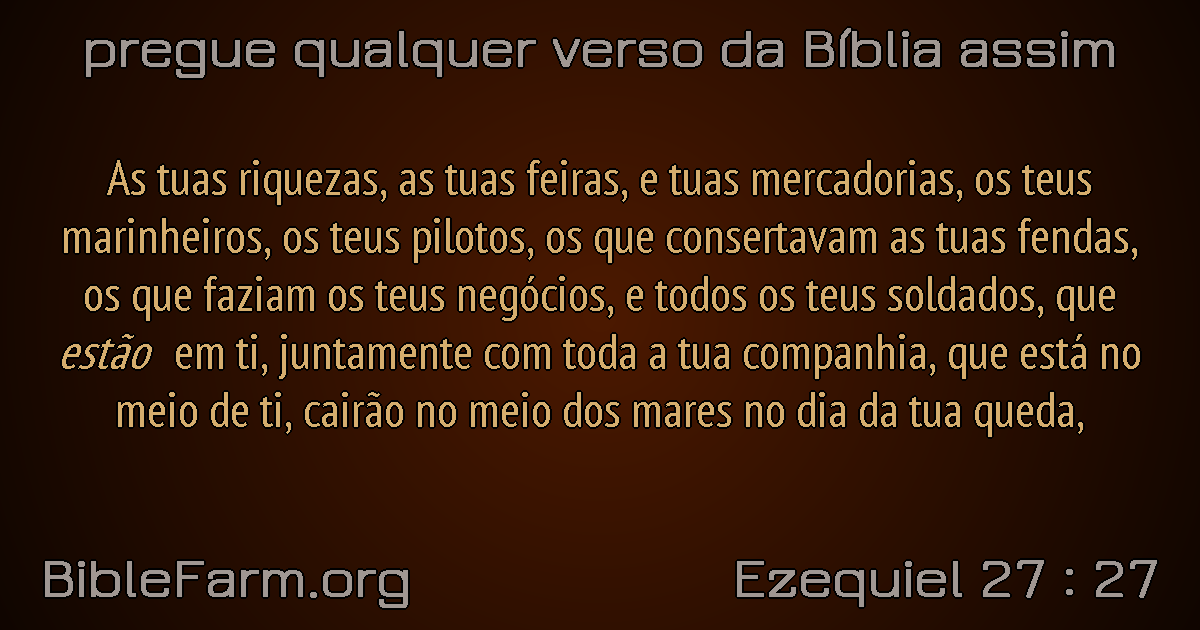 pregue qualquer verso da Bíblia assim
As tuas riquezas, as tuas feiras, e tuas mercadorias, os teus
marinheiros, os teus pilotos, os que consertavam as tuas fendas,
os que faziam os teus negócios, e todos os teus soldados, que
estão em ti, juntamente com toda a tua companhia, que está no
meio de ti, cairão no meio dos mares no dia da tua queda,
BibleFarm.org
Ezequiel 27 : 27